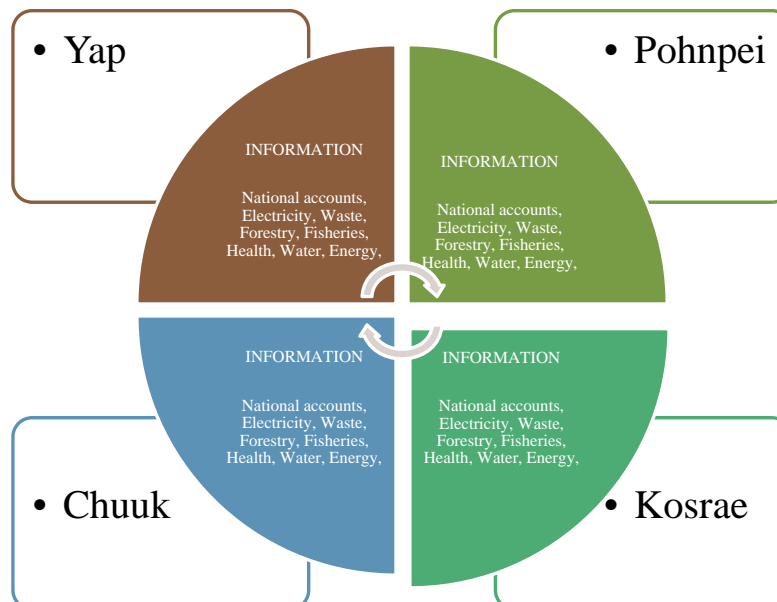 • Yap
INFORMATION
National accounts,
Electricity, Waste,
Forestry, Fisheries,
Health, Water, Energy,
• Pohnpei
INFORMATION
National accounts,
Electricity, Waste,
Forestry, Fisheries,
Health, Water, Energy,
• Chuuk
INFORMATION
National accounts,
Electricity, Waste,
Forestry, Fisheries,
Health, Water, Energy,
• Kosrae
INFORMATION
National accounts,
Electricity, Waste,
Forestry, Fisheries,
Health, Water, Energy,